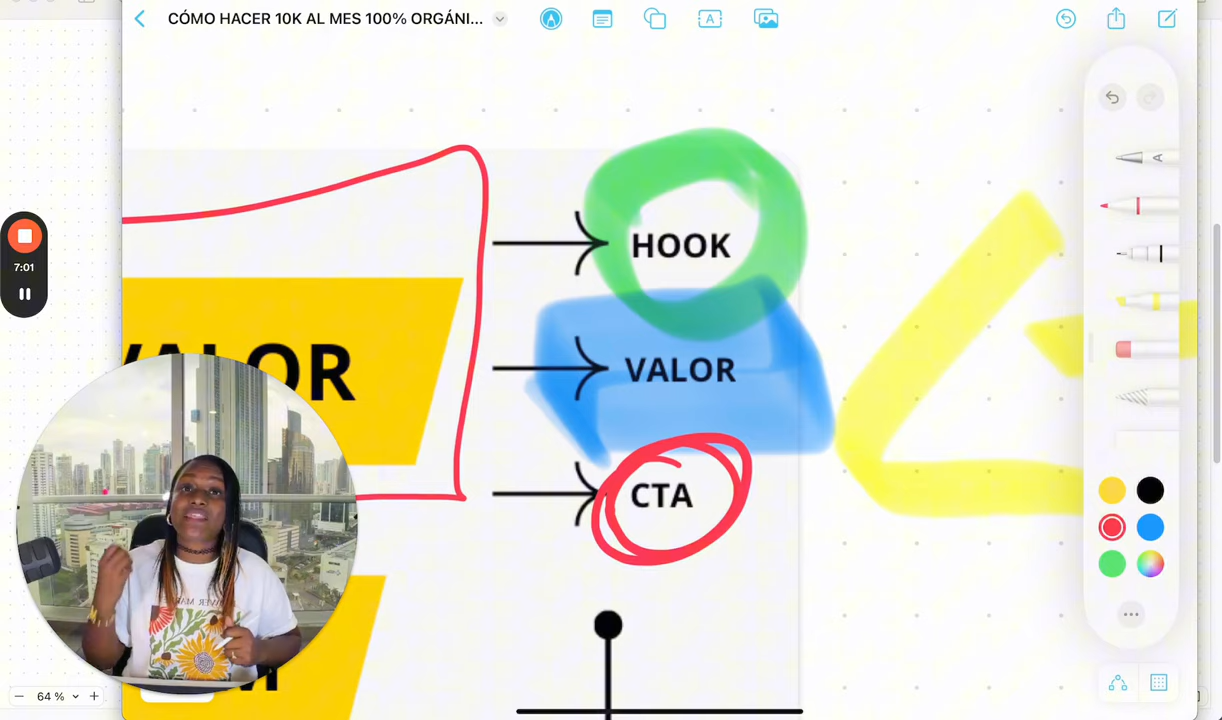 CÓMO HACER 10K AL MES 100% ORGÁNI...
A
A
7:01
HOOK
VALOR
VALOR
CTA
64 %